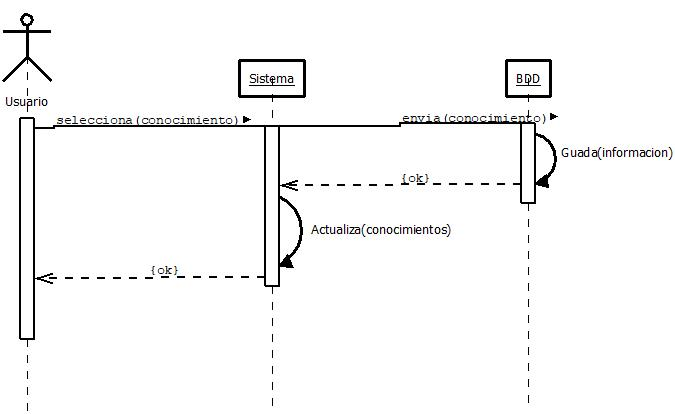 Usuario
Sistema
BDD
selecciona(conocimiento)
envia(conocimiento)
Guada(informacion)
{ok}
Actualiza(conocimientos)
{ok}